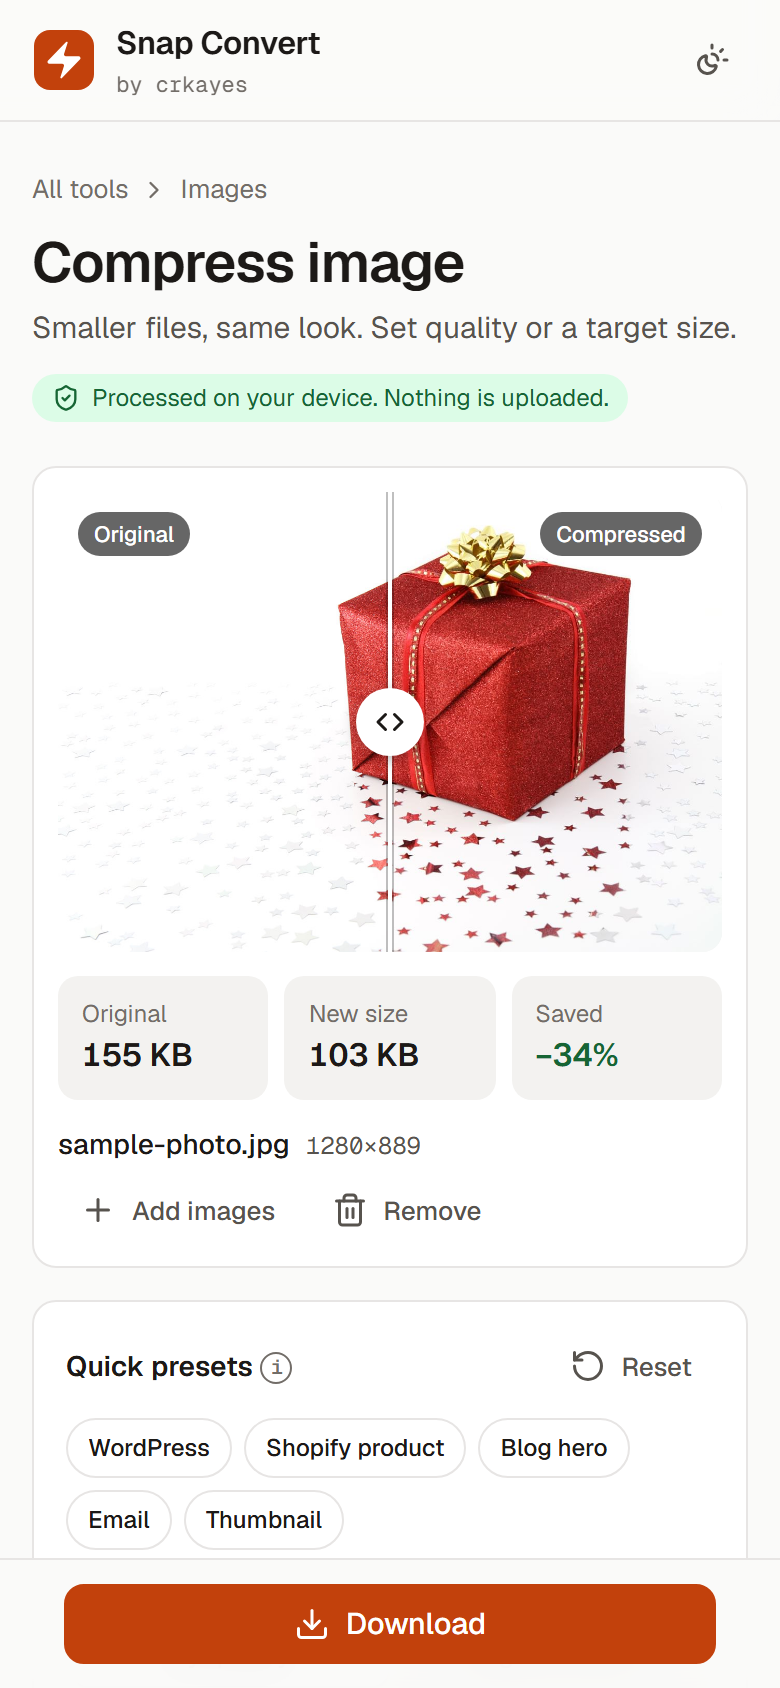 Snap Convert
by crkayes
All tools > Images
Compress image
Smaller files, same look. Set quality or a target size.
Processed on your device. Nothing is uploaded.
Original
Compressed
Original
155 KB
New size
103 KB
Saved
−34%
sample-photo.jpg 1280×889
Add images
Remove
Quick presets i
Reset
WordPress
Shopify product
Blog hero
Email
Thumbnail
Download